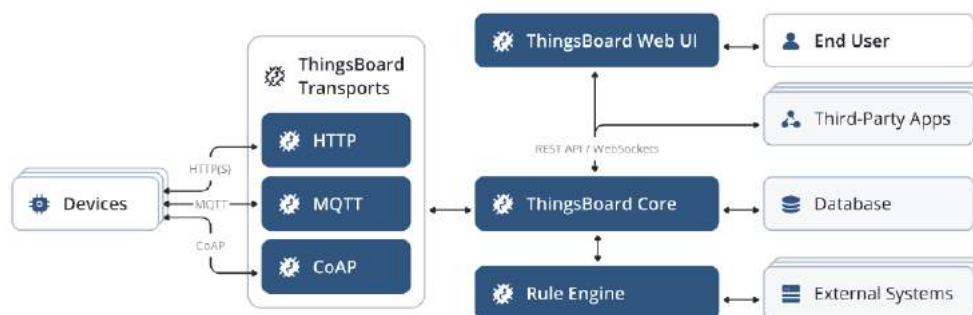 ThingsBoard
Transports
HTTP
MQTT
CoAP
Devices
HTTP(S)
MQTT
CoAP
ThingsBoard Web UI
End User
Third-Party Apps
REST API / WebSockets
ThingsBoard Core
Database
Rule Engine
External Systems